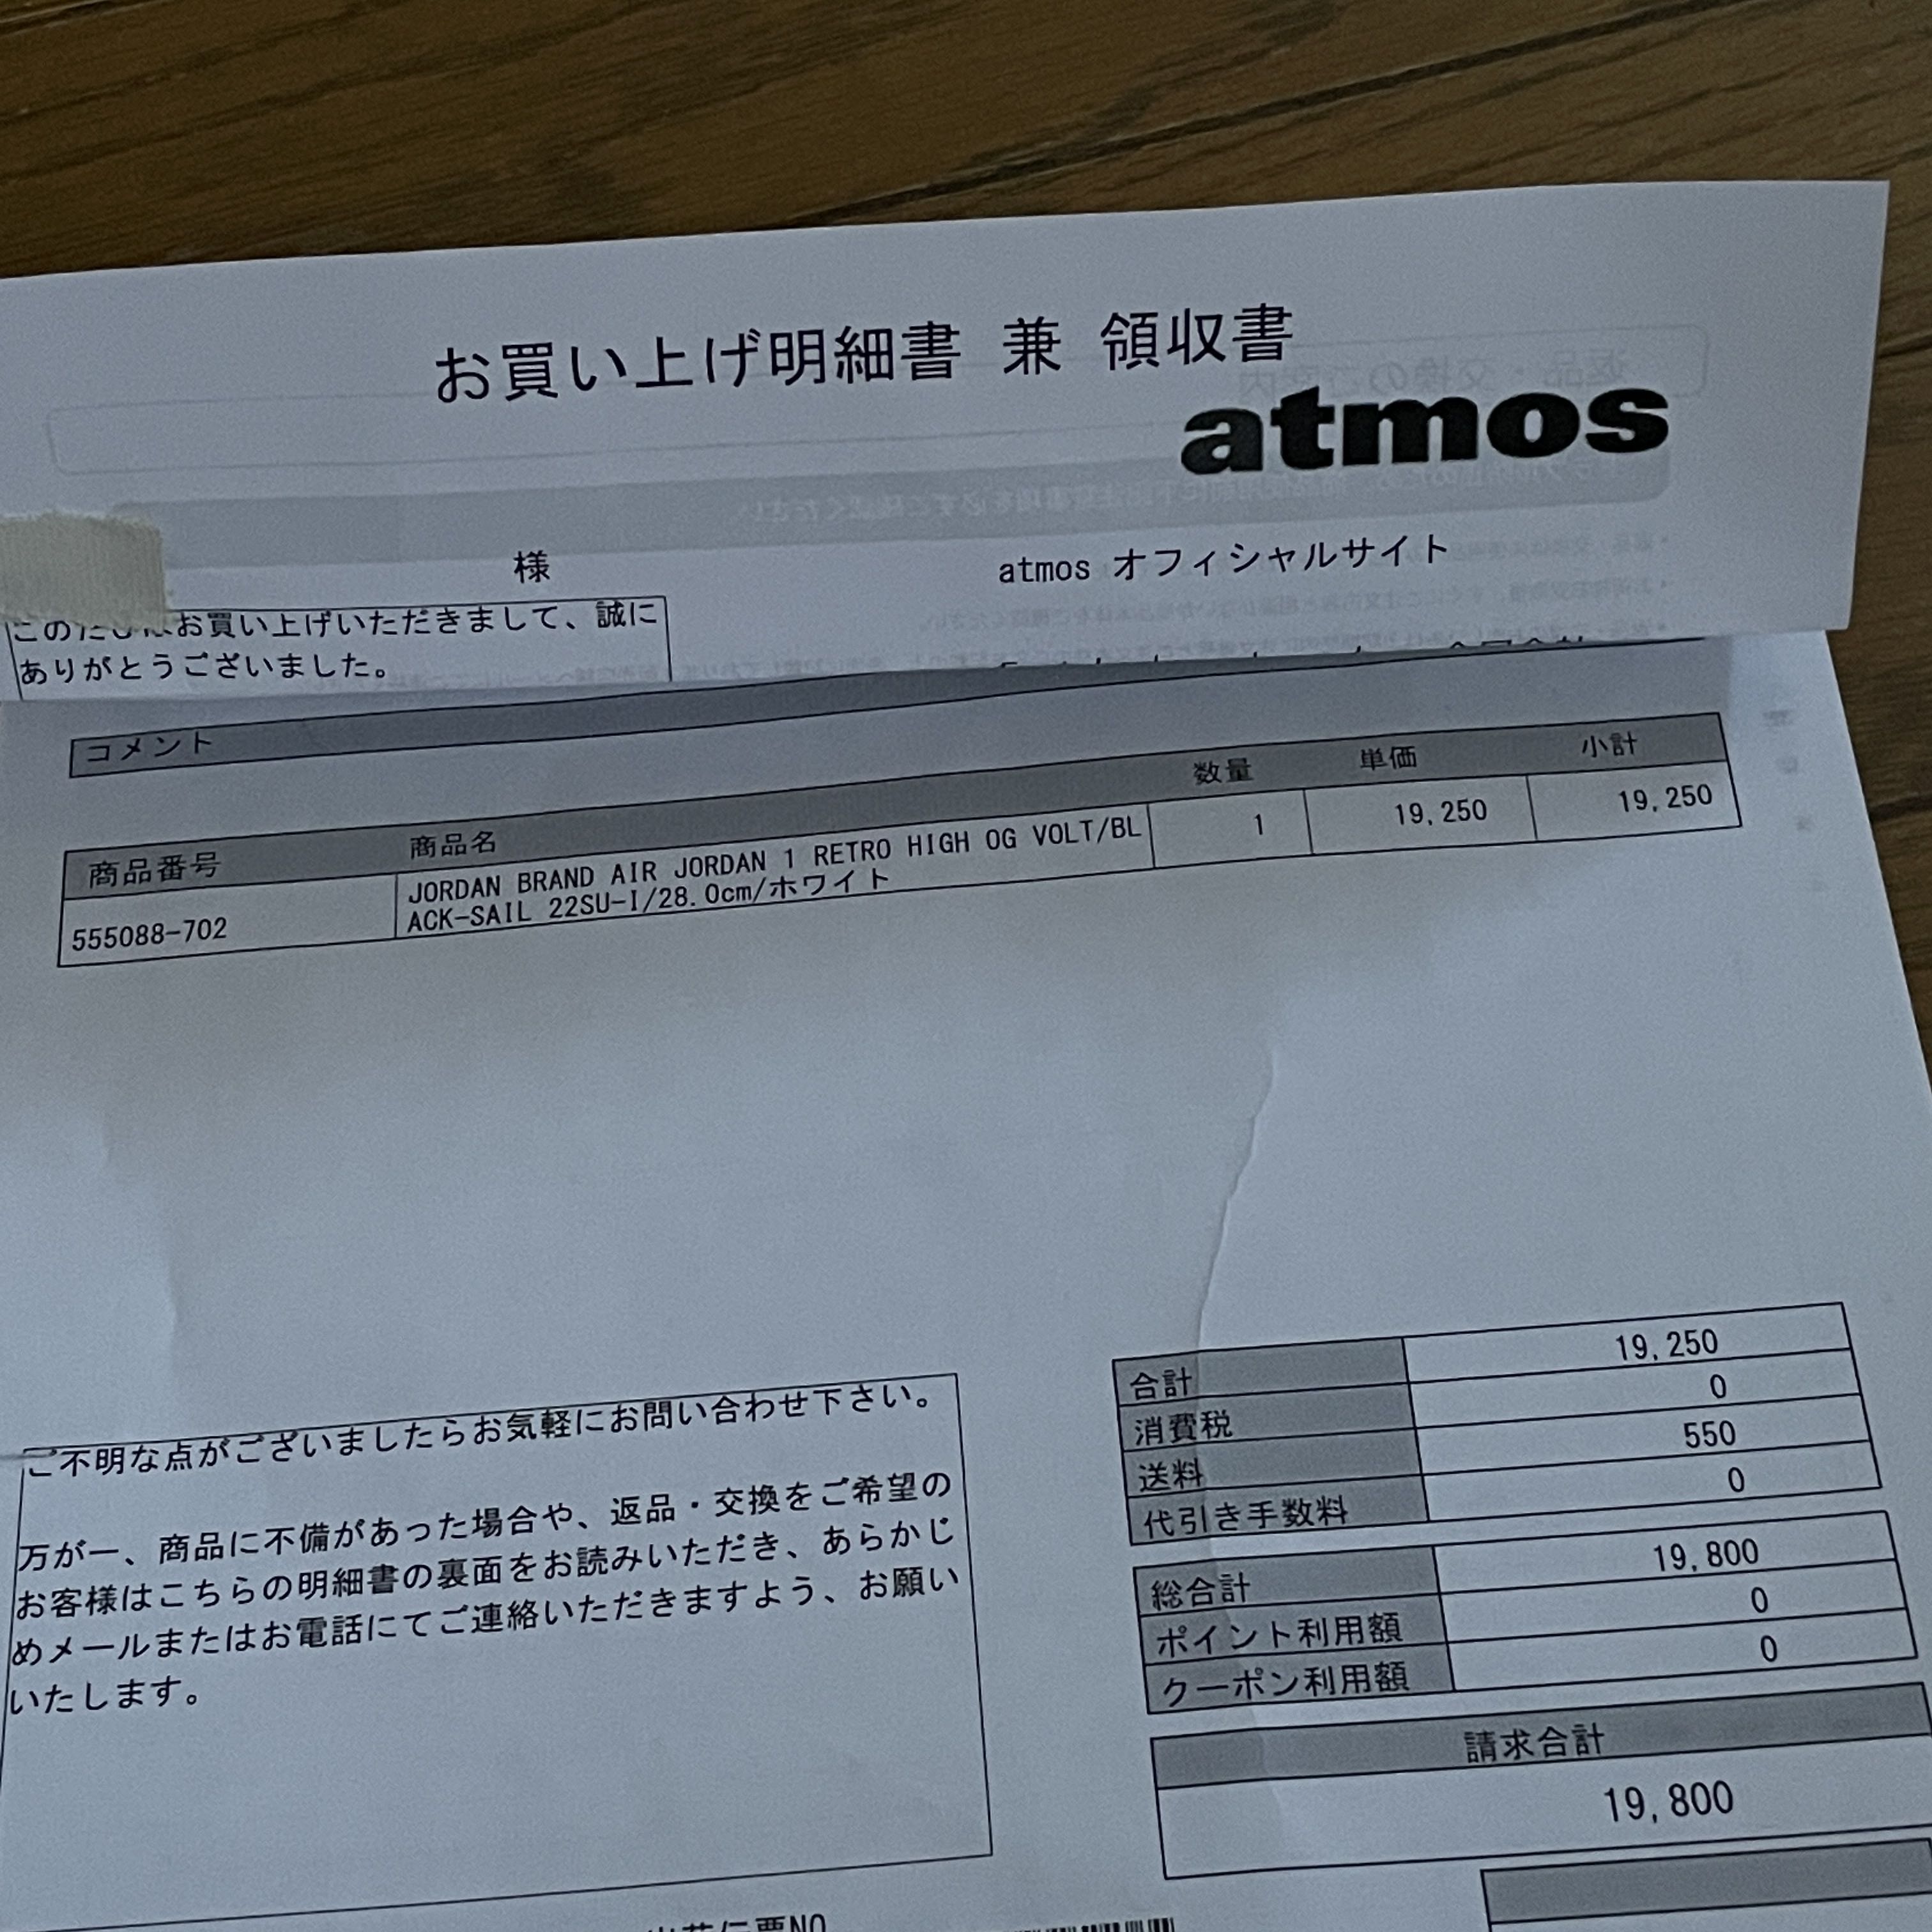 お買い上げ明細書 兼 領収書
atmos
様
atmos オフィシャルサイト
このたびはお買い上げいただきまして、誠に
ありがとうございました。
コメント
商品番号 商品名 数量 単価 小計
555088-702 JORDAN BRAND AIR JORDAN 1 RETRO HIGH OG VOLT/BL 1 19,250 19,250
ACK-SAIL 22SU-I/28.0cm/ホワイト
ご不明な点がございましたらお気軽にお問い合わせ下さい。
万が一、商品に不備があった場合や、返品・交換をご希望の
お客様はこちらの明細書の裏面をお読みいただき、あらかじ
めメールまたはお電話にてご連絡いただきますよう、お願い
いたします。
合計 19,250
消費税 0
送料 550
代引き手数料 0
総合計 19,800
ポイント利用額 0
クーポン利用額 0
請求合計
19,800